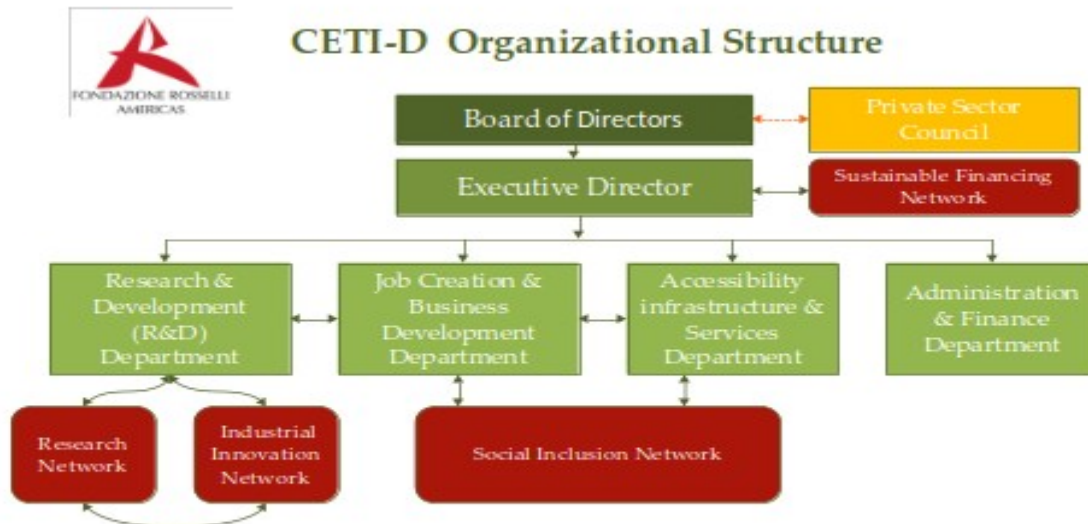 CETI-D Organizational Structure
FONDAZIONE ROSSELLI
AMERICAS
Board of Directors
Private Sector
Council
Executive Director
Sustainable Financing
Network
Research &
Development
(R&D)
Department
Job Creation &
Business
Development
Department
Accessibility
infrastructure &
Services
Department
Administration
& Finance
Department
Research
Network
Industrial
Innovation
Network
Social Inclusion Network